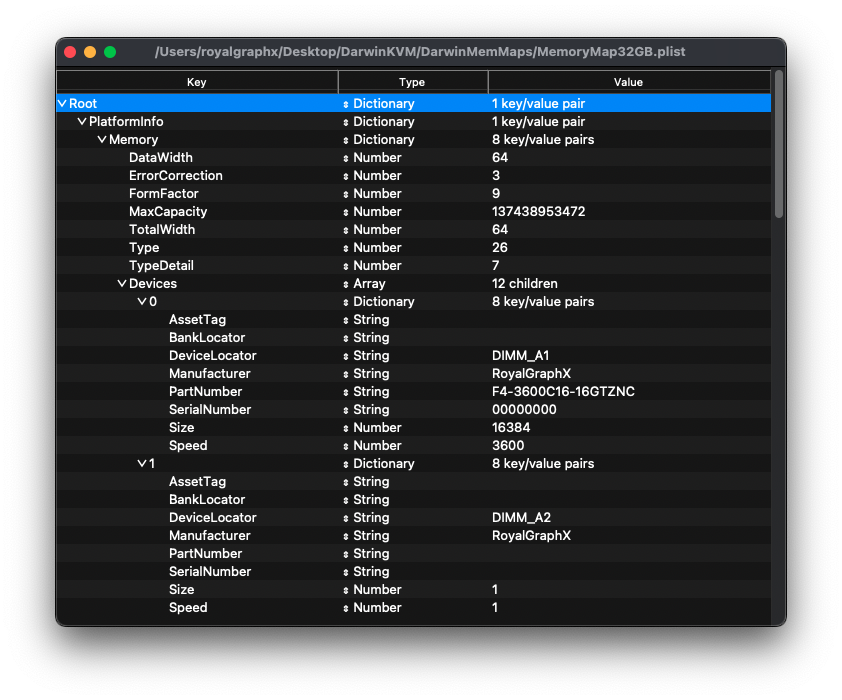 /Users/royalgraphx/Desktop/DarwinKVM/DarwinMemMaps/MemoryMap32GB.plist
Key Type Value
Root Dictionary 1 key/value pair
PlatformInfo Dictionary 1 key/value pair
Memory Dictionary 8 key/value pairs
DataWidth Number 64
ErrorCorrection Number 3
FormFactor Number 9
MaxCapacity Number 137438953472
TotalWidth Number 64
Type Number 26
TypeDetail Number 7
Devices Array 12 children
0 Dictionary 8 key/value pairs
AssetTag String
BankLocator String
DeviceLocator String DIMM_A1
Manufacturer String RoyalGraphX
PartNumber String F4-3600C16-16GTZNC
SerialNumber String 00000000
Size Number 16384
Speed Number 3600
1 Dictionary 8 key/value pairs
AssetTag String
BankLocator String
DeviceLocator String DIMM_A2
Manufacturer String RoyalGraphX
PartNumber String
SerialNumber String
Size Number 1
Speed Number 1